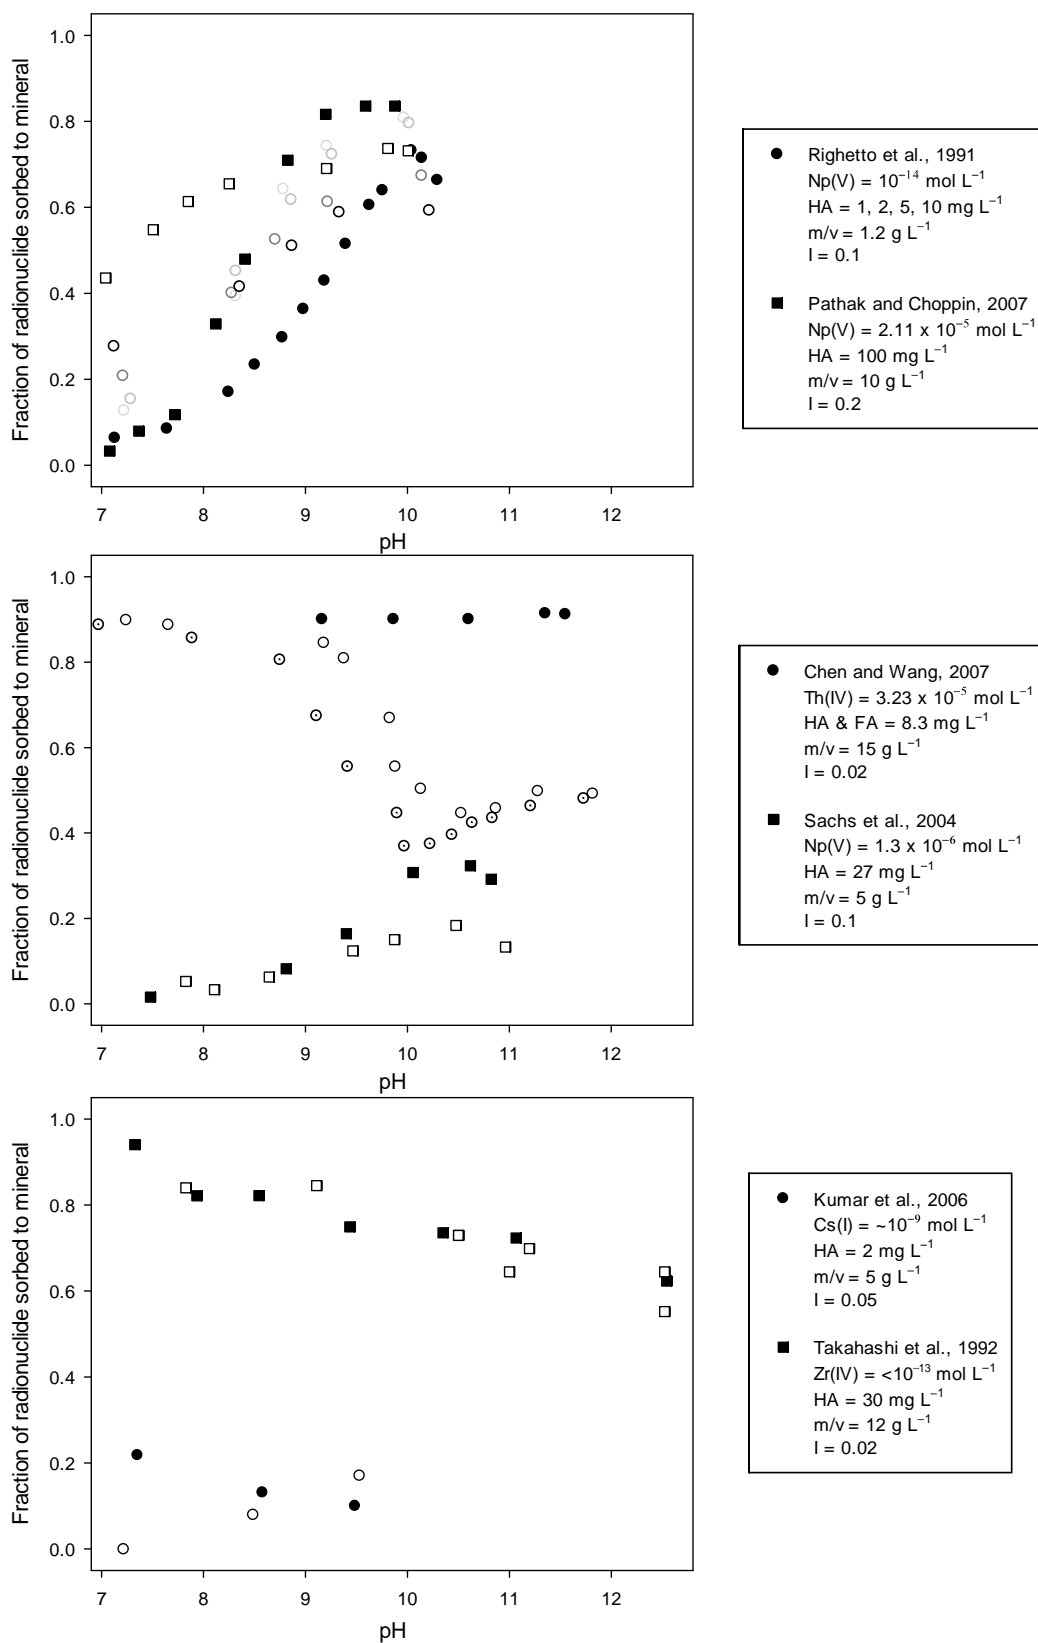 Fraction of radionuclide sorbed to mineral
1.0
0.8
0.6
0.4
0.2
0.0
7 8 9 10 11 12
pH
Righetto et al., 1991
Np(V) = 10⁻¹⁴ mol L⁻¹
HA = 1, 2, 5, 10 mg L⁻¹
m/v = 1.2 g L⁻¹
I = 0.1
Pathak and Choppin, 2007
Np(V) = 2.11 x 10⁻⁵ mol L⁻¹
HA = 100 mg L⁻¹
m/v = 10 g L⁻¹
I = 0.2
Fraction of radionuclide sorbed to mineral
1.0
0.8
0.6
0.4
0.2
0.0
7 8 9 10 11 12
pH
Chen and Wang, 2007
Th(IV) = 3.23 x 10⁻⁵ mol L⁻¹
HA & FA = 8.3 mg L⁻¹
m/v = 15 g L⁻¹
I = 0.02
Sachs et al., 2004
Np(V) = 1.3 x 10⁻⁶ mol L⁻¹
HA = 27 mg L⁻¹
m/v = 5 g L⁻¹
I = 0.1
Fraction of radionuclide sorbed to mineral
1.0
0.8
0.6
0.4
0.2
0.0
7 8 9 10 11 12
pH
Kumar et al., 2006
Cs(I) = ~10⁻⁹ mol L⁻¹
HA = 2 mg L⁻¹
m/v = 5 g L⁻¹
I = 0.05
Takahashi et al., 1992
Zr(IV) = <10⁻¹³ mol L⁻¹
HA = 30 mg L⁻¹
m/v = 12 g L⁻¹
I = 0.02